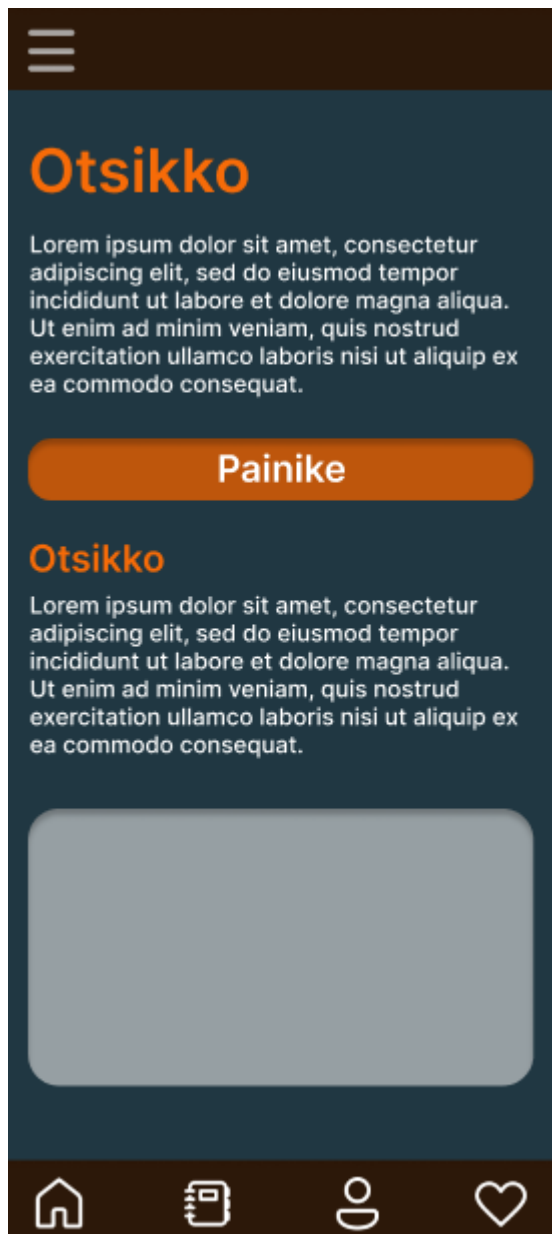 Otsikko
Lorem ipsum dolor sit amet, consectetur
adipiscing elit, sed do eiusmod tempor
incididunt ut labore et dolore magna aliqua.
Ut enim ad minim veniam, quis nostrud
exercitation ullamco laboris nisi ut aliquip ex
ea commodo consequat.
Painike
Otsikko
Lorem ipsum dolor sit amet, consectetur
adipiscing elit, sed do eiusmod tempor
incididunt ut labore et dolore magna aliqua.
Ut enim ad minim veniam, quis nostrud
exercitation ullamco laboris nisi ut aliquip ex
ea commodo consequat.